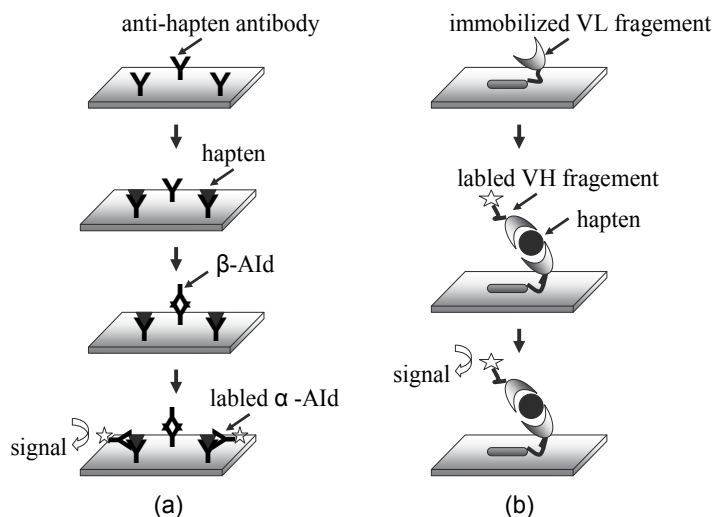 anti-hapten antibody
hapten
β-AId
labled α -AId
signal
(a)
immobilized VL fragement
labled VH fragement
hapten
signal
(b)